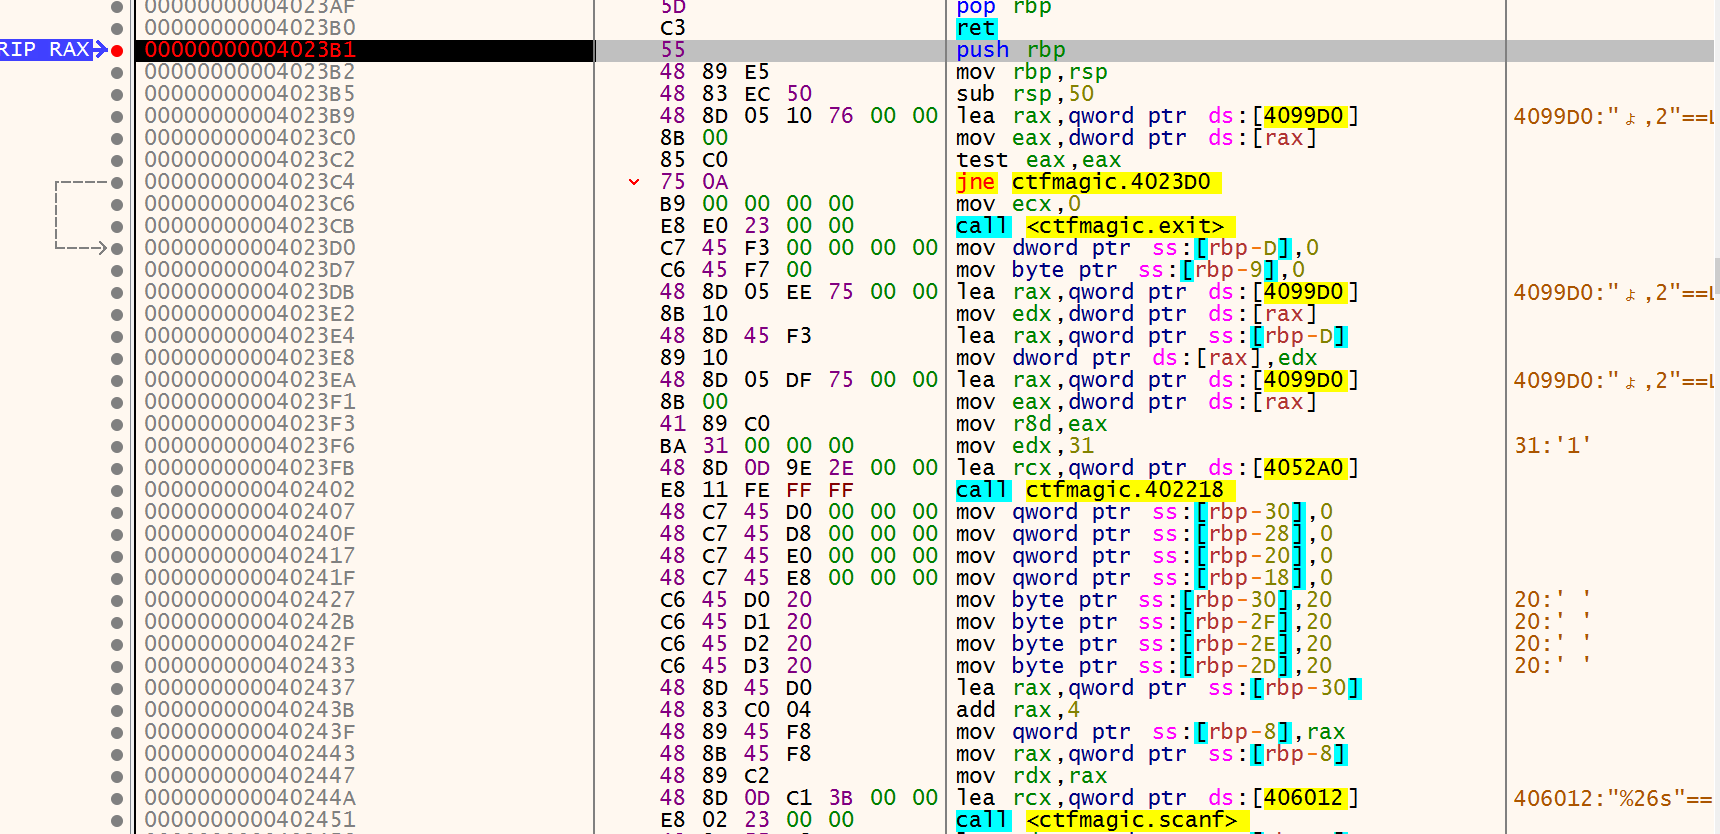 00000000004023AF 5D pop rbp
00000000004023B0 C3 ret
RIP RAX 00000000004023B1 55 push rbp
00000000004023B2 48 89 E5 mov rbp,rsp
00000000004023B5 48 83 EC 50 sub rsp,50
00000000004023B9 48 8D 05 10 76 00 00 lea rax,qword ptr ds:[4099D0] 4099D0:"ょ,2"==L
00000000004023C0 8B 00 mov eax,dword ptr ds:[rax]
00000000004023C2 85 C0 test eax,eax
00000000004023C4 75 0A jne ctfmagic.4023D0
00000000004023C6 B9 00 00 00 00 mov ecx,0
00000000004023CB E8 E0 23 00 00 call <ctfmagic.exit>
00000000004023D0 C7 45 F3 00 00 00 00 mov dword ptr ss:[rbp-D],0
00000000004023D7 C6 45 F7 00 mov byte ptr ss:[rbp-9],0
00000000004023DB 48 8D 05 EE 75 00 00 lea rax,qword ptr ds:[4099D0] 4099D0:"ょ,2"==L
00000000004023E2 8B 10 mov edx,dword ptr ds:[rax]
00000000004023E4 48 8D 45 F3 lea rax,qword ptr ss:[rbp-D]
00000000004023E8 89 10 mov dword ptr ds:[rax],edx
00000000004023EA 48 8D 05 DF 75 00 00 lea rax,qword ptr ds:[4099D0] 4099D0:"ょ,2"==L
00000000004023F1 8B 00 mov eax,dword ptr ds:[rax]
00000000004023F3 41 89 C0 mov r8d,eax
00000000004023F6 BA 31 00 00 00 mov edx,31 31:'1'
00000000004023FB 48 8D 0D 9E 2E 00 00 lea rcx,qword ptr ds:[4052A0]
0000000000402402 E8 11 FE FF FF call ctfmagic.402218
0000000000402407 48 C7 45 D0 00 00 00 mov qword ptr ss:[rbp-30],0
000000000040240F 48 C7 45 D8 00 00 00 mov qword ptr ss:[rbp-28],0
0000000000402417 48 C7 45 E0 00 00 00 mov qword ptr ss:[rbp-20],0
000000000040241F 48 C7 45 E8 00 00 00 mov qword ptr ss:[rbp-18],0
0000000000402427 C6 45 D0 20 mov byte ptr ss:[rbp-30],20 20:' '
000000000040242B C6 45 D1 20 mov byte ptr ss:[rbp-2F],20 20:' '
000000000040242F C6 45 D2 20 mov byte ptr ss:[rbp-2E],20 20:' '
0000000000402433 C6 45 D3 20 mov byte ptr ss:[rbp-2D],20 20:' '
0000000000402437 48 8D 45 D0 lea rax,qword ptr ss:[rbp-30]
000000000040243B 48 83 C0 04 add rax,4
000000000040243F 48 89 45 F8 mov qword ptr ss:[rbp-8],rax
0000000000402443 48 8B 45 F8 mov rax,qword ptr ss:[rbp-8]
0000000000402447 48 89 C2 mov rdx,rax
000000000040244A 48 8D 0D C1 3B 00 00 lea rcx,qword ptr ds:[406012] 406012:"%26s"==
0000000000402451 E8 02 23 00 00 call <ctfmagic.scanf>